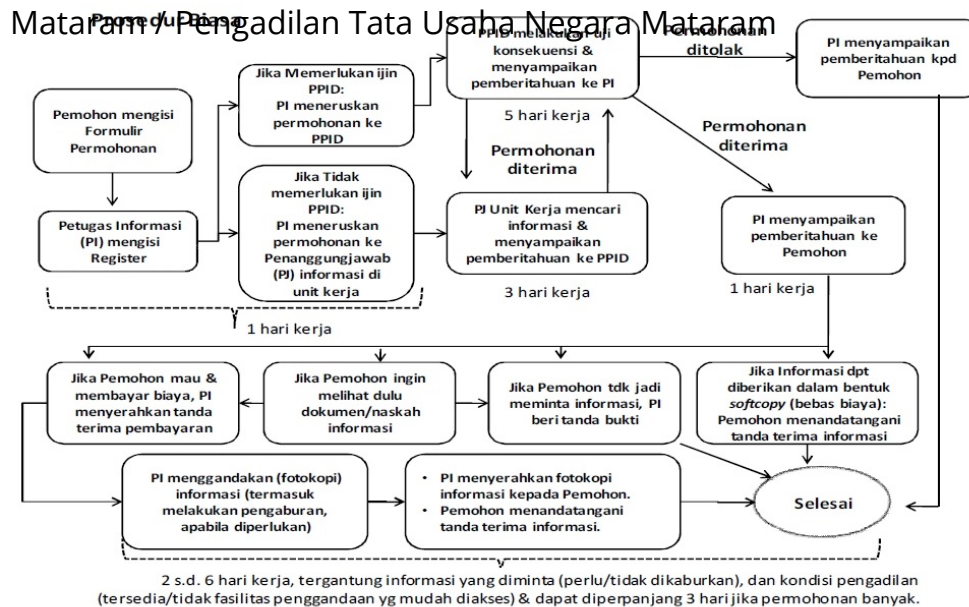 Mataram / Pengadilan Tata Usaha Negara Mataram
Prosedur Biasa
Pemohon mengisi
Formulir
Permohonan
Petugas Informasi
(PI) mengisi
Register
Jika Memerlukan ijin
PPID:
PI meneruskan
permohonan ke
PPID
Jika Tidak
memerlukan ijin
PPID:
PI meneruskan
permohonan ke
Penanggungjawab
(PJ) informasi di
unit kerja
1 hari kerja
PPID melakukan uji
konsekuensi &
menyampaikan
pemberitahuan ke PI
5 hari kerja
Permohonan
diterima
PJ Unit Kerja mencari
informasi &
menyampaikan
pemberitahuan ke PPID
3 hari kerja
Permohonan
ditolak
PI menyampaikan
pemberitahuan kpd
Pemohon
Permohonan
diterima
PI menyampaikan
pemberitahuan ke
Pemohon
1 hari kerja
Jika Pemohon mau &
membayar biaya, PI
menyerahkan tanda
terima pembayaran
Jika Pemohon ingin
melihat dulu
dokumen/naskah
informasi
Jika Pemohon tdk jadi
meminta informasi, PI
beri tanda bukti
Jika Informasi dpt
diberikan dalam bentuk
softcopy (bebas biaya):
Pemohon menandatangani
tanda terima informasi
PI menggandakan (fotokopi)
informasi (termasuk
melakukan pengaburan,
apabila diperlukan)
• PI menyerahkan fotokopi
informasi kepada Pemohon.
• Pemohon menandatangani
tanda terima informasi.
Selesai
2 s.d. 6 hari kerja, tergantung informasi yang diminta (perlu/tidak dikaburkan), dan kondisi pengadilan
(tersedia/tidak fasilitas penggandaan yg mudah diakses) & dapat diperpanjang 3 hari jika permohonan banyak.